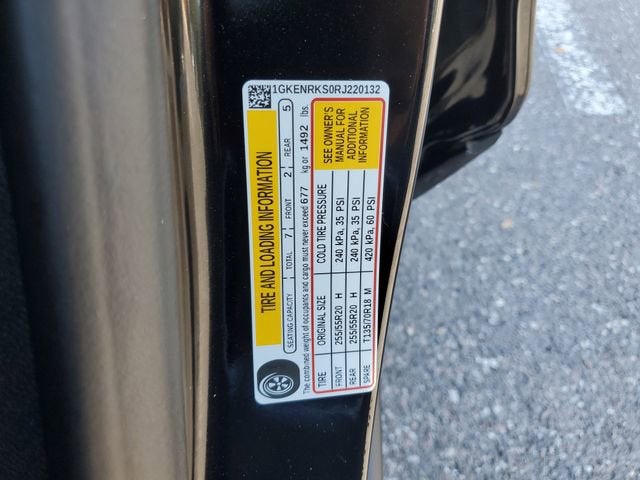 1GKENRKS0RJ220132
TIRE AND LOADING INFORMATION
SEATING CAPACITY TOTAL 7 FRONT 2 REAR 5
The combined weight of occupants and cargo must never exceed 677 kg or 1492 lbs.
TIRE ORIGINAL SIZE COLD TIRE PRESSURE
FRONT 255/55R20 H 240 kPa, 35 PSI
REAR 255/55R20 H 240 kPa, 35 PSI
SPARE T135/70R18 M 420 kPa, 60 PSI
SEE OWNER'S
MANUAL FOR
ADDITIONAL
INFORMATION